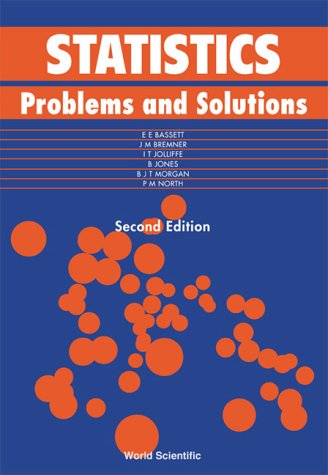 STATISTICS
Problems and Solutions
E E BASSETT
J M BREMNER
I T JOLLIFFE
B JONES
B J T MORGAN
P M NORTH
Second Edition
World Scientific